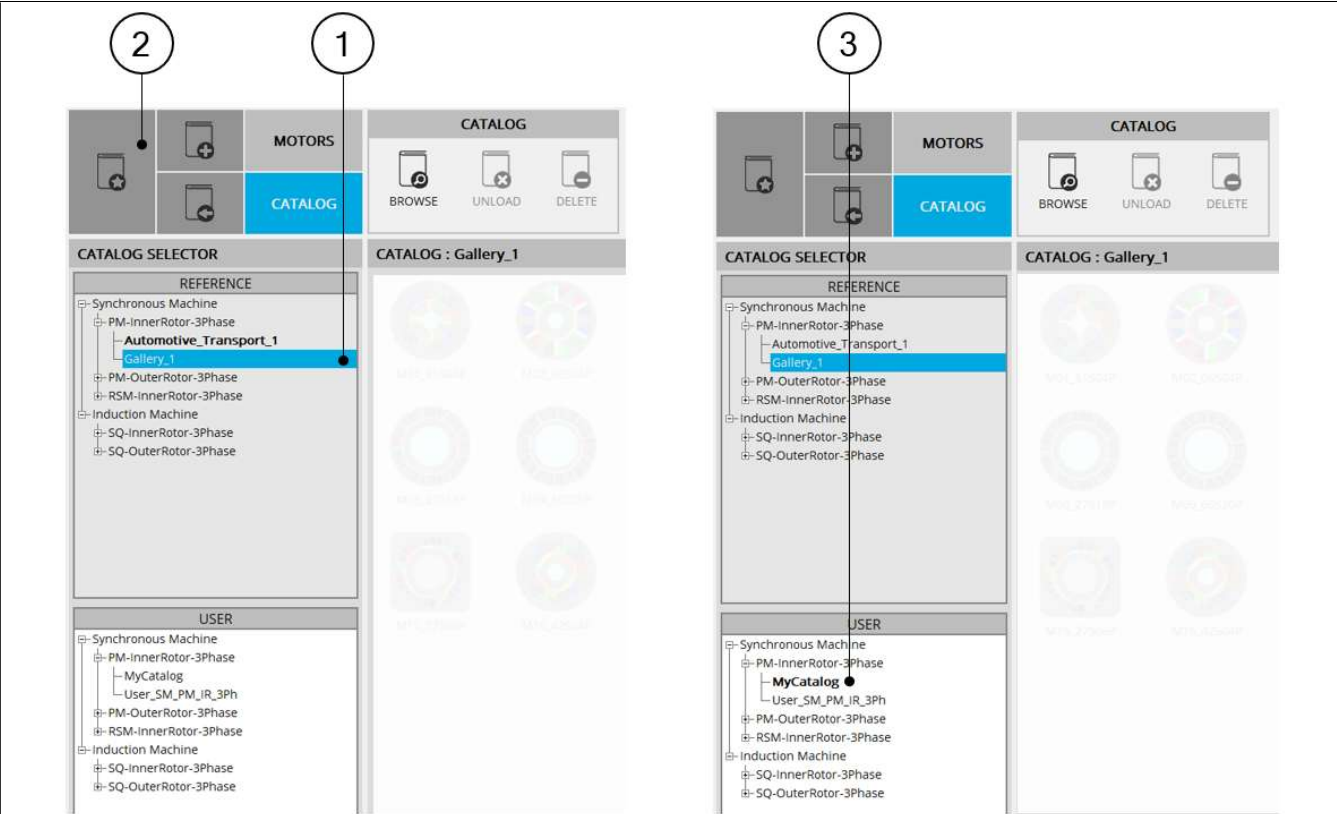 2
1
3
MOTORS
CATALOG
CATALOG
BROWSE
UNLOAD
DELETE
CATALOG SELECTOR
CATALOG : Gallery_1
REFERENCE
Synchronous Machine
PM-InnerRotor-3Phase
Automotive_Transport_1
Gallery_1
PM-OuterRotor-3Phase
RSM-InnerRotor-3Phase
Induction Machine
SQ-InnerRotor-3Phase
SQ-OuterRotor-3Phase
USER
Synchronous Machine
PM-InnerRotor-3Phase
MyCatalog
User_SM_PM_IR_3Ph
PM-OuterRotor-3Phase
RSM-InnerRotor-3Phase
Induction Machine
SQ-InnerRotor-3Phase
SQ-OuterRotor-3Phase
MOTORS
CATALOG
CATALOG
BROWSE
UNLOAD
DELETE
CATALOG SELECTOR
CATALOG : Gallery_1
REFERENCE
Synchronous Machine
PM-InnerRotor-3Phase
Automotive_Transport_1
Gallery_1
PM-OuterRotor-3Phase
RSM-InnerRotor-3Phase
Induction Machine
SQ-InnerRotor-3Phase
SQ-OuterRotor-3Phase
USER
Synchronous Machine
PM-InnerRotor-3Phase
MyCatalog
User_SM_PM_IR_3Ph
PM-OuterRotor-3Phase
RSM-InnerRotor-3Phase
Induction Machine
SQ-InnerRotor-3Phase
SQ-OuterRotor-3Phase